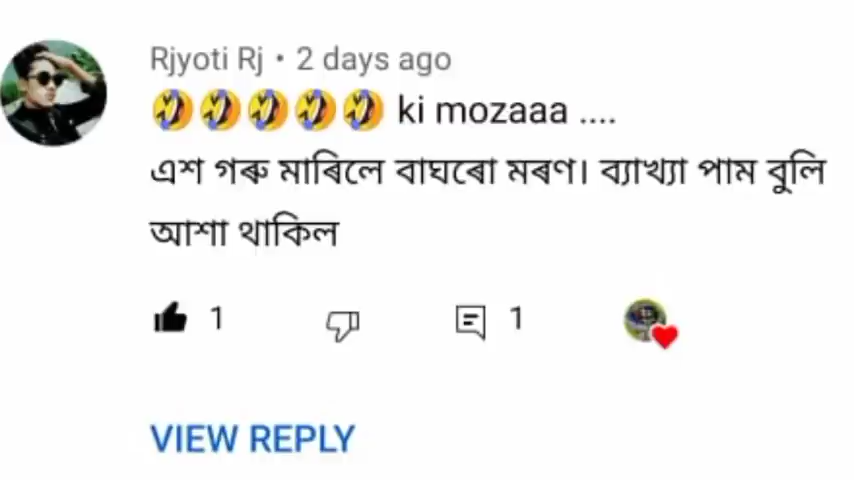 Rjyoti Rj • 2 days ago
🤣🤣🤣🤣🤣 ki mozaaa ....
এশ গৰু মাৰিলে বাঘৰো মৰণ। ব্যাখ্যা পাম বুলি
আশা থাকিল
1 1
VIEW REPLY